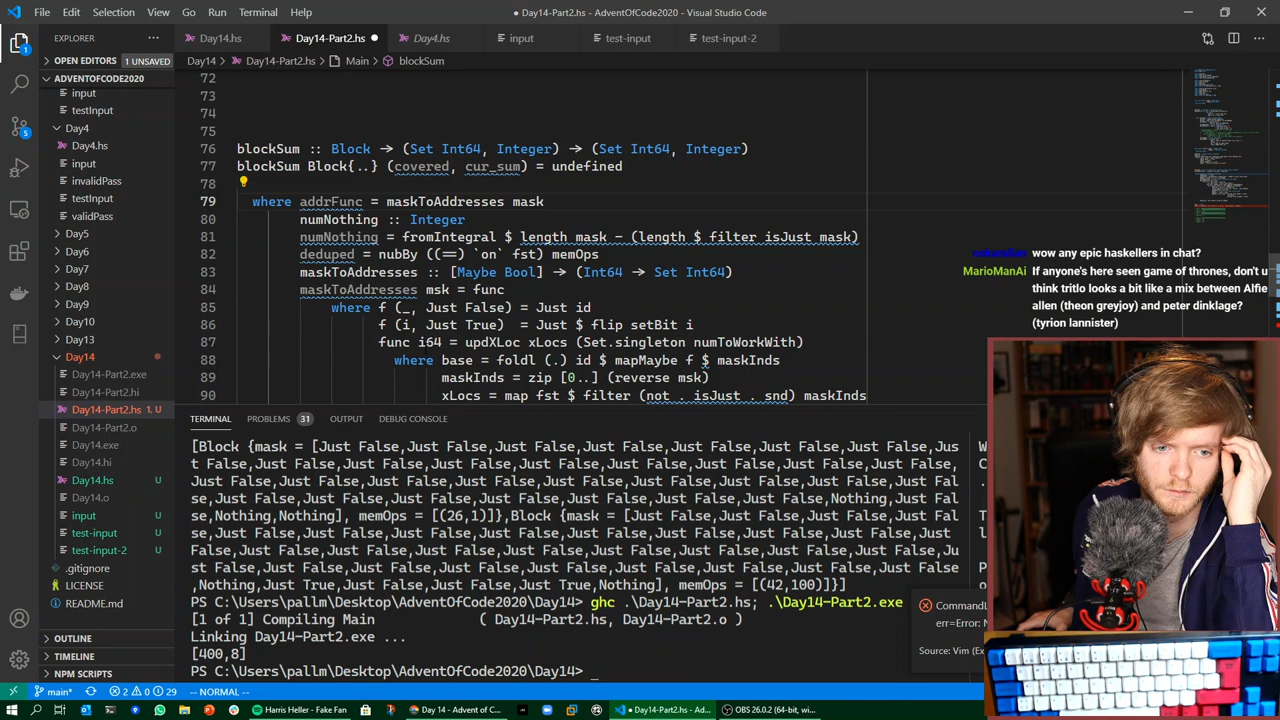 File Edit Selection View Go Run Terminal Help
● Day14-Part2.hs - AdventOfCode2020 - Visual Studio Code
EXPLORER ···
Day14.hs Day14-Part2.hs ● Day4.hs input test-input test-input-2
OPEN EDITORS 1 UNSAVED
Day14 > Day14-Part2.hs > Main > blockSum
ADVENTOFCODE2020
input
testInput
Day4
Day4.hs
input
invalidPass
testInput
validPass
Day5
Day6
Day7
Day8
Day9
Day10
Day13
Day14
Day14-Part2.exe
Day14-Part2.hi
Day14-Part2.hs 1, U
Day14-Part2.o
Day14.exe
Day14.hi
Day14.hs U
Day14.o
input U
test-input U
test-input-2 U
.gitignore
LICENSE
README.md
OUTLINE
TIMELINE
NPM SCRIPTS
72
73
74
75
76 blockSum :: Block → (Set Int64, Integer) → (Set Int64, Integer)
77 blockSum Block{..} (covered, cur_sum) = undefined
78
79 where addrFunc = maskToAddresses mask
80 numNothing :: Integer
81 numNothing = fromIntegral $ length mask - (length $ filter isJust mask)
82 deduped = nubBy ((==) `on` fst) memOps
83 maskToAddresses :: [Maybe Bool] → (Int64 → Set Int64)
84 maskToAddresses msk = func
85 where f (_, Just False) = Just id
86 f (i, Just True) = Just $ flip setBit i
87 func i64 = updXLoc xLocs (Set.singleton numToWorkWith)
88 where base = foldl (.) id $ mapMaybe f $ maskInds
89 maskInds = zip [0..] (reverse msk)
90 xLocs = map fst $ filter (not . isJust . snd) maskInds
wow any epic haskellers in chat?
MarioManAi If anyone's here seen game of thrones, don't u
think tritlo looks a bit like a mix between Alfie
allen (theon greyjoy) and peter dinklage?
(tyrion lannister)
TERMINAL PROBLEMS 31 OUTPUT DEBUG CONSOLE
[Block {mask = [Just False,Just False,Just False,Just False,Just False,Just False,Jus
t False,Just False,Just False,Just False,Just False,Just False,Just False,Just False,
Just False,Just False,Just False,Just False,Just False,Just False,Just False,Just Fal
se,Just False,Just False,Just False,Just False,Just False,Just False,Just False,Nothing,Just Fal
se,Nothing,Nothing], memOps = [(26,1)]},Block {mask = [Just False,Just False,Just Fal
se,Just False,Just False,Just False,Just False,Just False,Just False,Just False,Just
False,Just False,Just False,Just False,Just False,Just False,Just False,Just False,Ju
st False,Just False,Just False,Just False,Just False,Just False,Just False,Just False
,Nothing,Just True,Just False,Just False,Just True,Nothing], memOps = [(42,100)]}]
PS C:\Users\pallm\Desktop\AdventOfCode2020\Day14> ghc .\Day14-Part2.hs; .\Day14-Part2.exe
[1 of 1] Compiling Main ( Day14-Part2.hs, Day14-Part2.o )
Linking Day14-Part2.exe ...
[400,8]
PS C:\Users\pallm\Desktop\AdventOfCode2020\Day14> _
CommandL
err=Error: N
Source: Vim (Ex
main* 2 0 29 -- NORMAL --
Harris Heller - Fake Fan
Day 14 - Advent of C...
● Day14-Part2.hs - Ad...
OBS 26.0.2 (64-bit, wi...